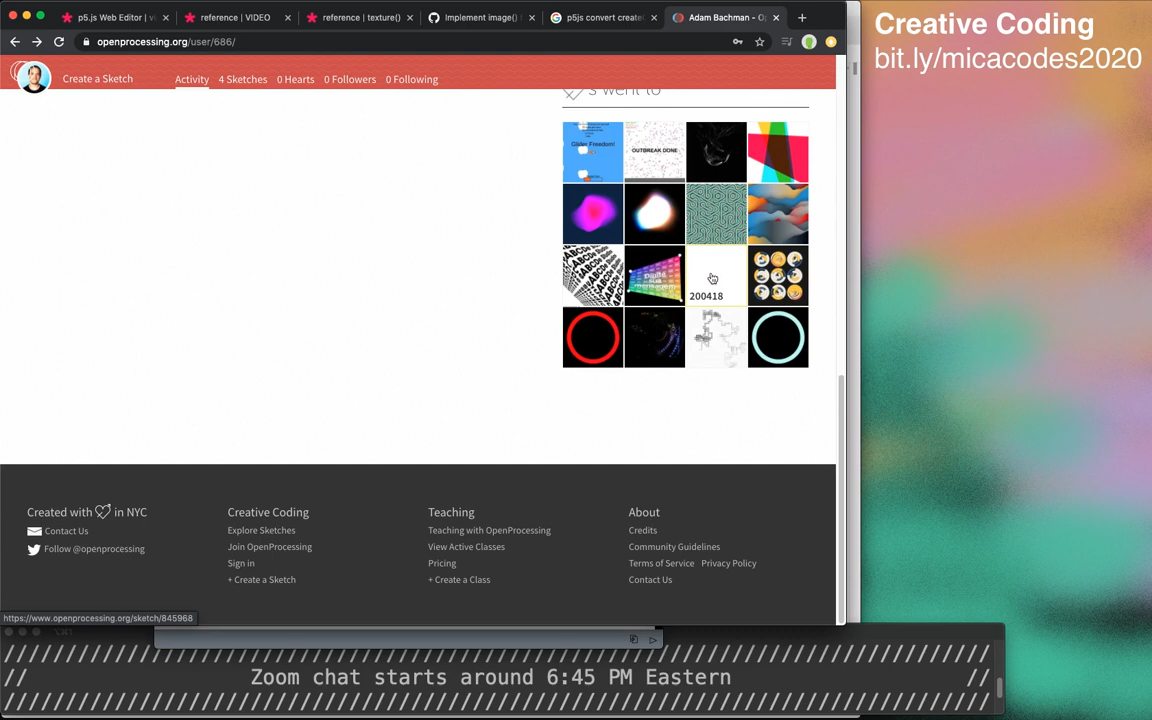 p5.js Web Editor | vi
reference | VIDEO
reference | texture()
Implement image() f
p5js convert create
Adam Bachman - O
Creative Coding
bit.ly/micacodes2020
openprocessing.org/user/686/
Create a Sketch
Activity 4 Sketches 0 Hearts 0 Followers 0 Following
's went to
Glider Freedom!
OUTBREAK DONE
200418
Created with in NYC
Contact Us
Follow @openprocessing
Creative Coding
Explore Sketches
Join OpenProcessing
Sign in
+ Create a Sketch
Teaching
Teaching with OpenProcessing
View Active Classes
Pricing
+ Create a Class
About
Credits
Community Guidelines
Terms of Service Privacy Policy
Contact Us
https://www.openprocessing.org/sketch/845968
////////////////////////////////////////////////////////////////////////
// Zoom chat starts around 6:45 PM Eastern //
////////////////////////////////////////////////////////////////////////